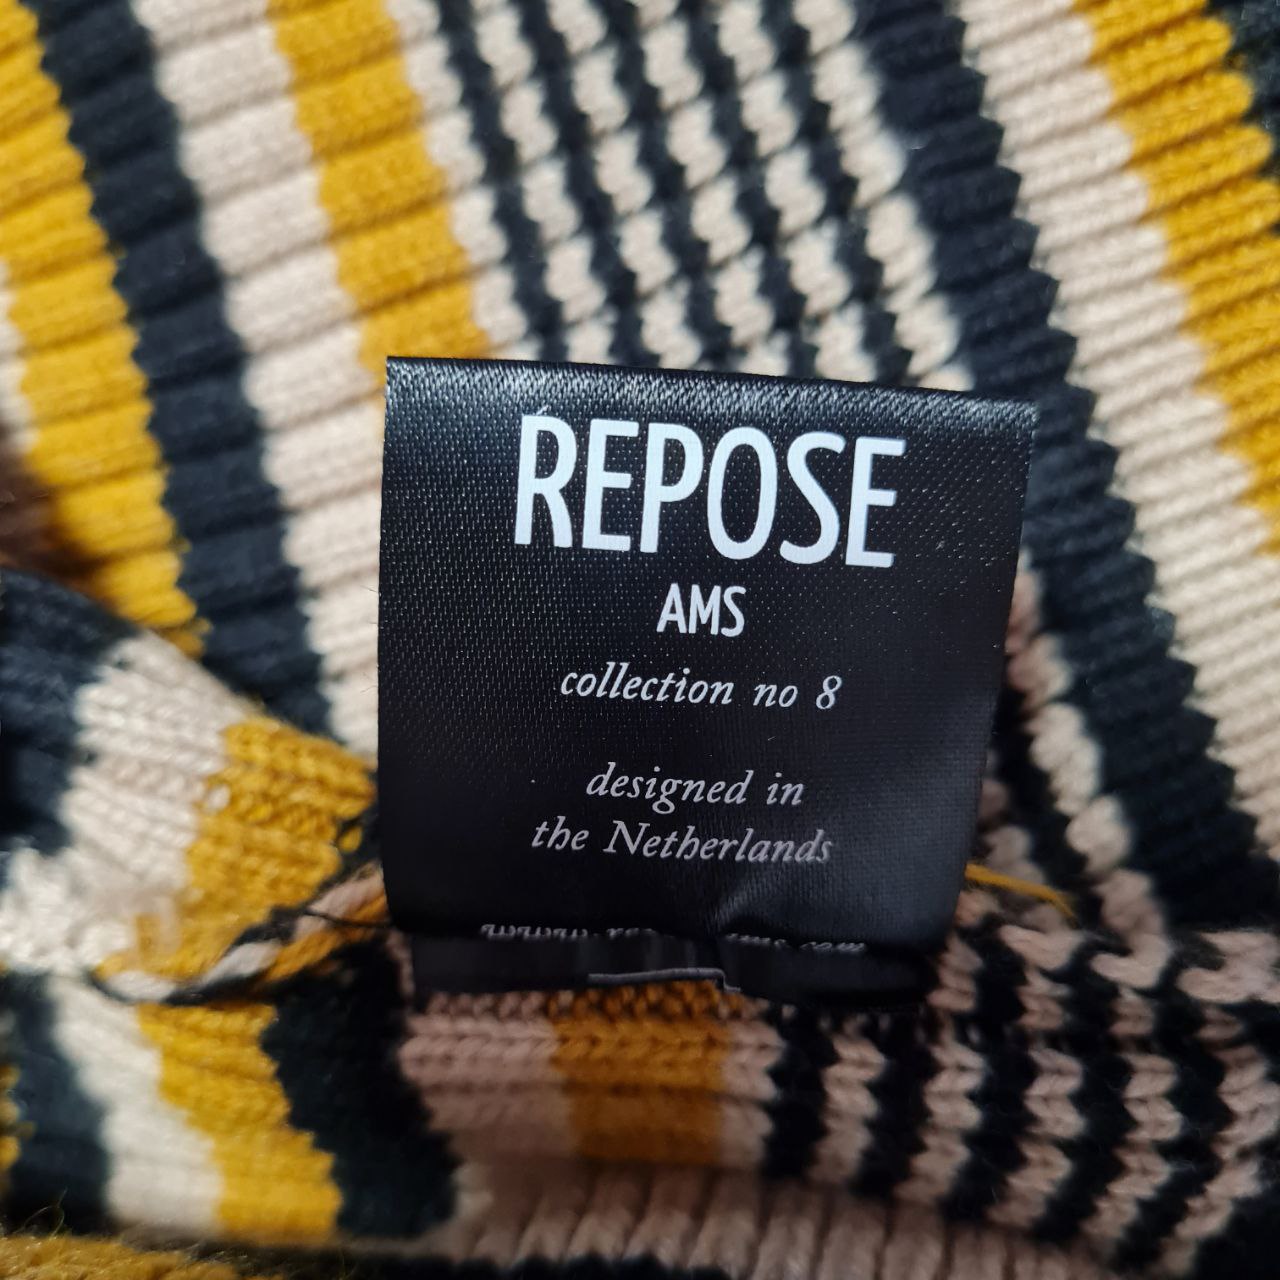 REPOSE
AMS
collection no 8
designed in
the Netherlands